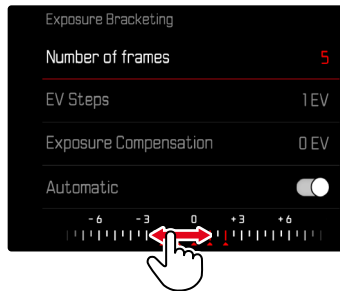 Exposure Bracketing
Number of frames 5
EV Steps 1 EV
Exposure Compensation 0 EV
Automatic
-6 -3 0 +3 +6